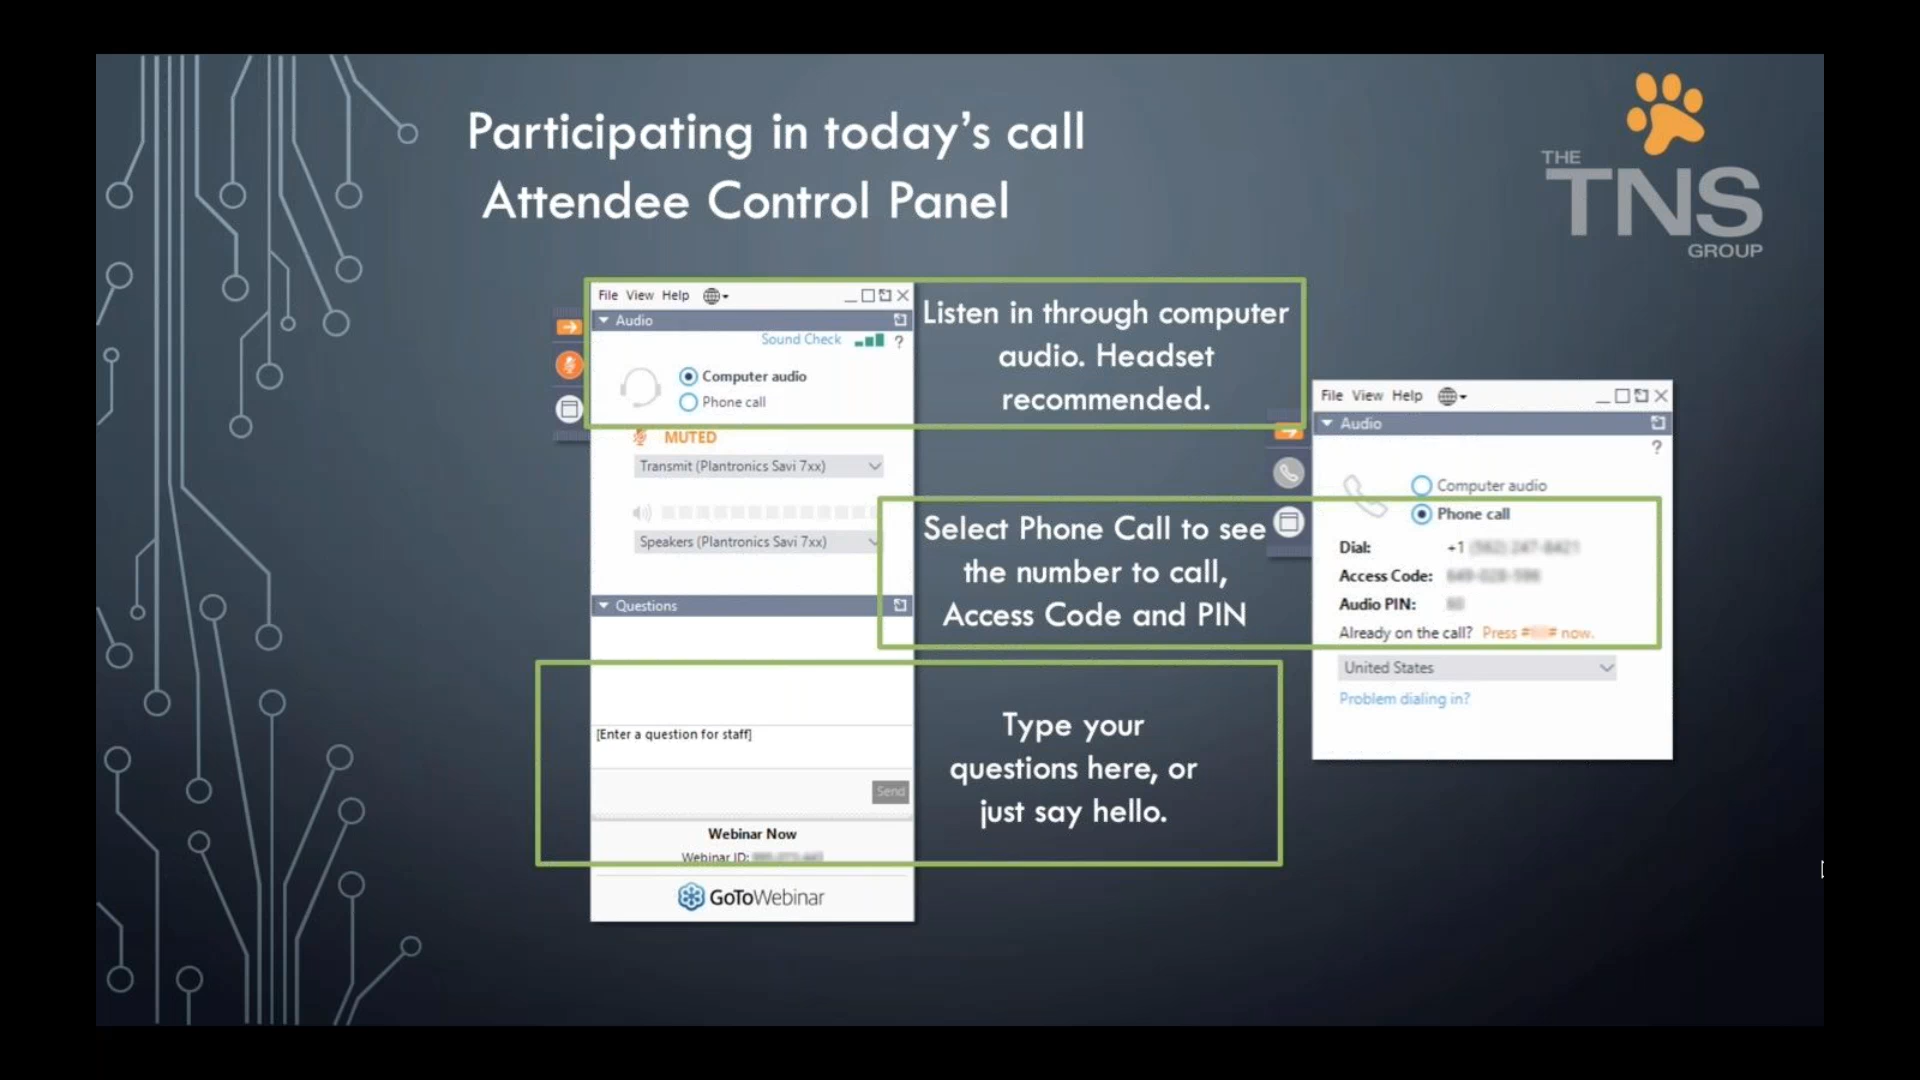 Participating in today's call
Attendee Control Panel
THE
TNS
GROUP
File View Help
Audio
Sound Check
?
Computer audio
Phone call
MUTED
Transmit (Plantronics Savi 7xx)
Speakers (Plantronics Savi 7xx)
Questions
[Enter a question for staff]
Send
Webinar Now
Webinar ID:
GoToWebinar
Listen in through computer
audio. Headset
recommended.
Select Phone Call to see
the number to call,
Access Code and PIN
Type your
questions here, or
just say hello.
File View Help
Audio
?
Computer audio
Phone call
Dial: +1
Access Code:
Audio PIN:
Already on the call? Press # # now.
United States
Problem dialing in?